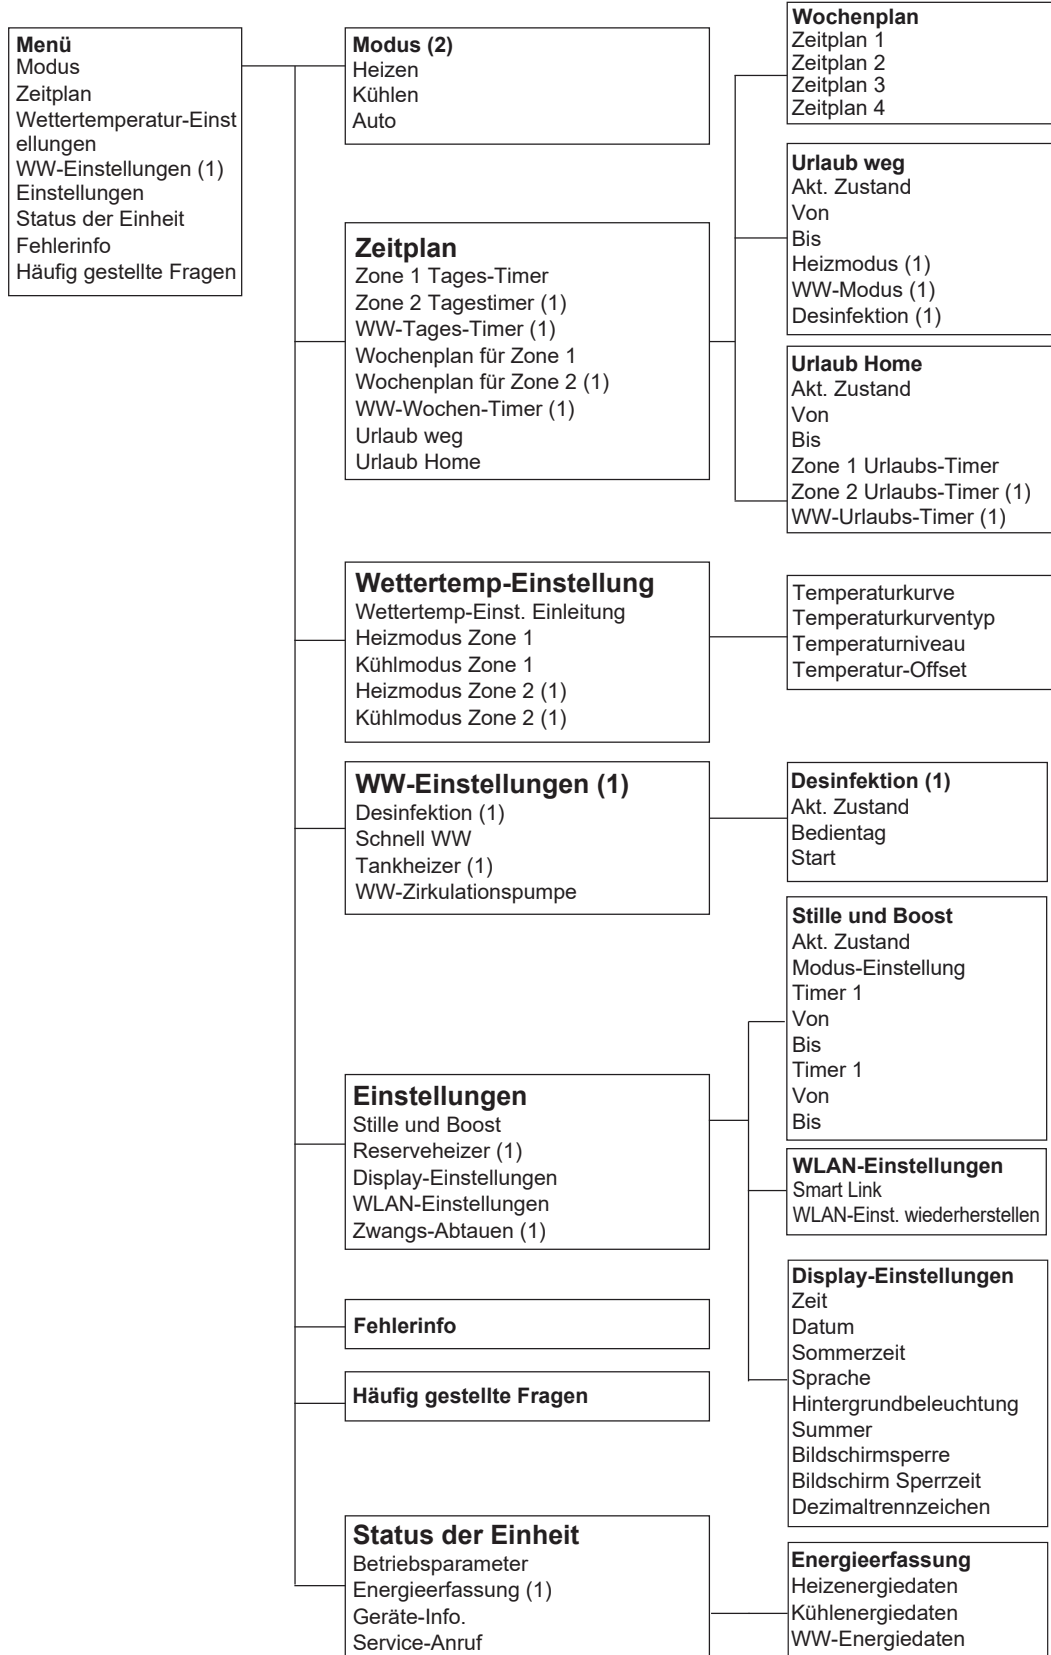 Menü
Modus
Zeitplan
Wettertemperatur-Einst
ellungen
WW-Einstellungen (1)
Einstellungen
Status der Einheit
Fehlerinfo
Häufig gestellte Fragen
Modus (2)
Heizen
Kühlen
Auto
Zeitplan
Zone 1 Tages-Timer
Zone 2 Tagestimer (1)
WW-Tages-Timer (1)
Wochenplan für Zone 1
Wochenplan für Zone 2 (1)
WW-Wochen-Timer (1)
Urlaub weg
Urlaub Home
Wettertemp-Einstellung
Wettertemp-Einst. Einleitung
Heizmodus Zone 1
Kühlmodus Zone 1
Heizmodus Zone 2 (1)
Kühlmodus Zone 2 (1)
WW-Einstellungen (1)
Desinfektion (1)
Schnell WW
Tankheizer (1)
WW-Zirkulationspumpe
Einstellungen
Stille und Boost
Reserveheizer (1)
Display-Einstellungen
WLAN-Einstellungen
Zwangs-Abtauen (1)
Fehlerinfo
Häufig gestellte Fragen
Status der Einheit
Betriebsparameter
Energieerfassung (1)
Geräte-Info.
Service-Anruf
Wochenplan
Zeitplan 1
Zeitplan 2
Zeitplan 3
Zeitplan 4
Urlaub weg
Akt. Zustand
Von
Bis
Heizmodus (1)
WW-Modus (1)
Desinfektion (1)
Urlaub Home
Akt. Zustand
Von
Bis
Zone 1 Urlaubs-Timer
Zone 2 Urlaubs-Timer (1)
WW-Urlaubs-Timer (1)
Temperaturkurve
Temperaturkurventyp
Temperaturniveau
Temperatur-Offset
Desinfektion (1)
Akt. Zustand
Bedientag
Start
Stille und Boost
Akt. Zustand
Modus-Einstellung
Timer 1
Von
Bis
Timer 1
Von
Bis
WLAN-Einstellungen
Smart Link
WLAN-Einst. wiederherstellen
Display-Einstellungen
Zeit
Datum
Sommerzeit
Sprache
Hintergrundbeleuchtung
Summer
Bildschirmsperre
Bildschirm Sperrzeit
Dezimaltrennzeichen
Energieerfassung
Heizenergiedaten
Kühlenergiedaten
WW-Energiedaten